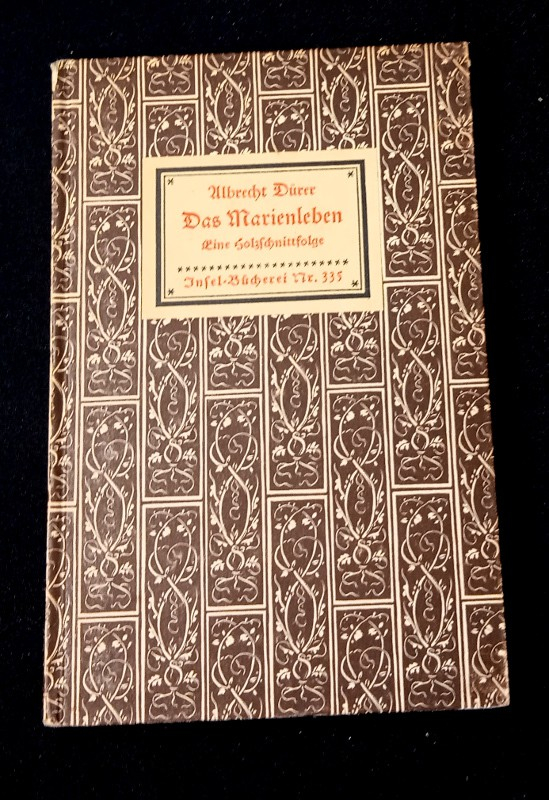 Albrecht Dürer
Das Marienleben
Eine Holzschnittfolge
Insel-Bücherei Nr. 335